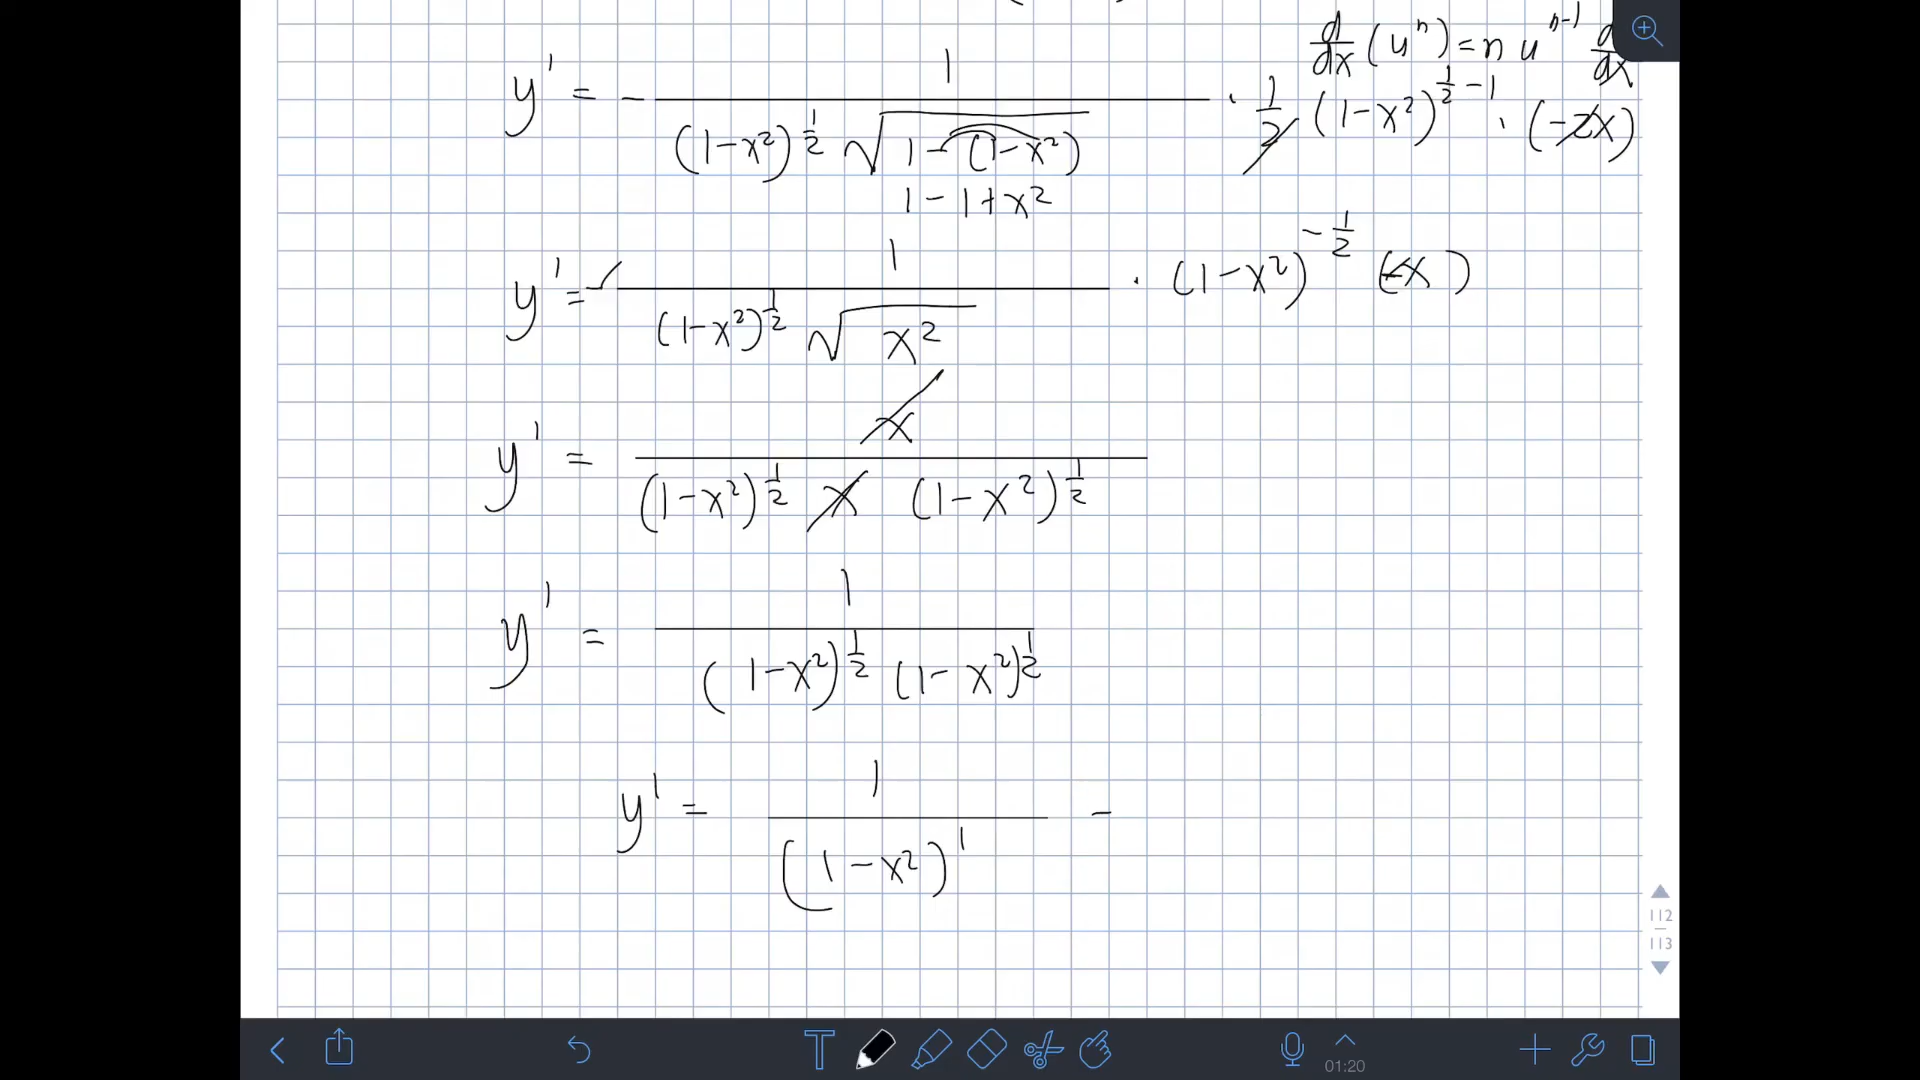 d/dx (uⁿ) = n uⁿ⁻¹ d/dx
y' = - 1/((1-x²)^½ √(1-(1-x²))) · 1/2 (1-x²)^(½-1) · (-2x)
1-1+x²
y' = - 1/((1-x²)^½ √(x²)) · (1-x²)^(-½) (-x)
y' = x/((1-x²)^½ x (1-x²)^½)
y' = 1/((1-x²)^½ (1-x²)^½)
y' = 1/(1-x²)¹ -
112
113
T
01:20